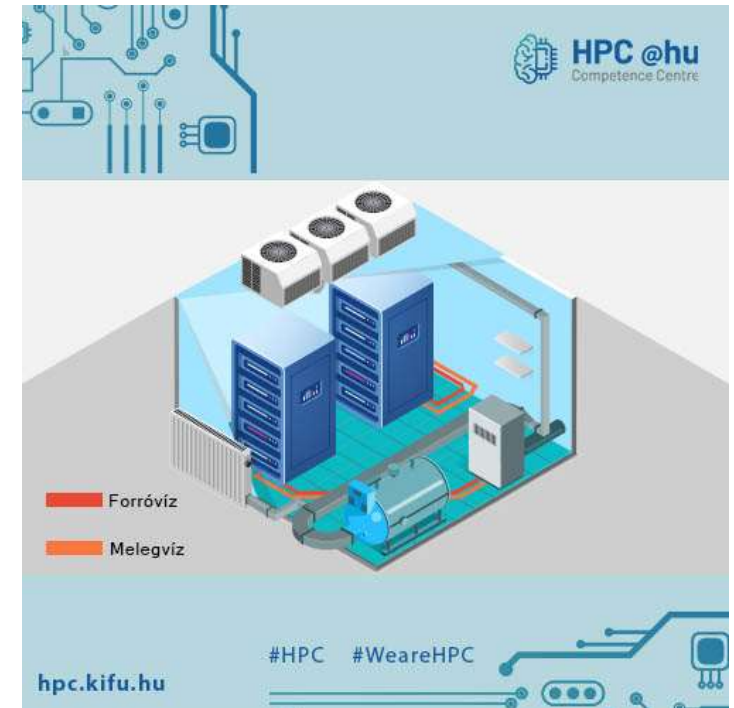 HPC @hu
Competence Centre
Forróvíz
Melegvíz
#HPC #WeareHPC
hpc.kifu.hu